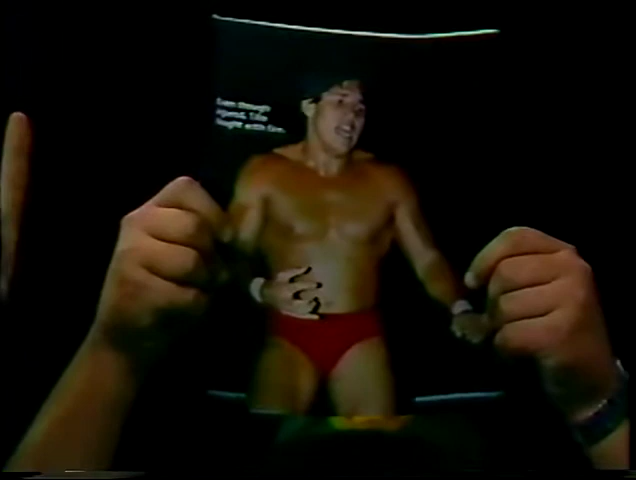 Even though
injured, Tito
fought with fire.